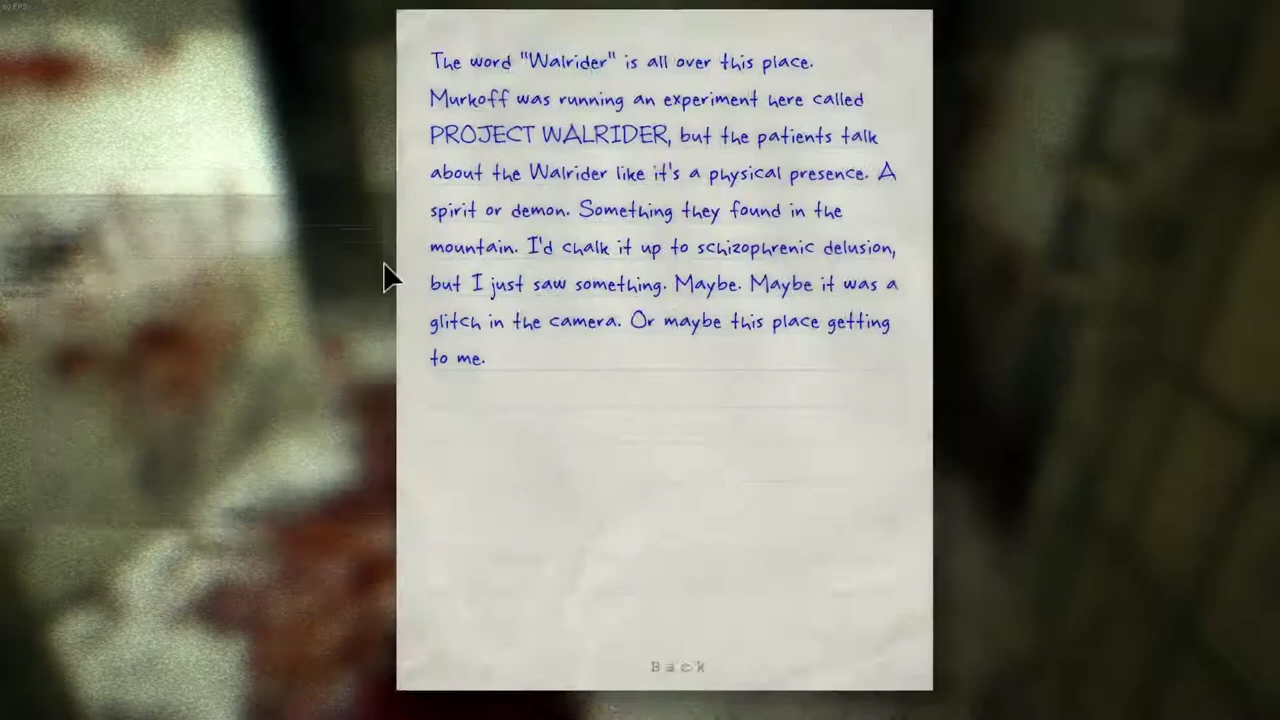 60 FPS
The word "Walrider" is all over this place.
Murkoff was running an experiment here called
PROJECT WALRIDER, but the patients talk
about the Walrider like it's a physical presence. A
spirit or demon. Something they found in the
mountain. I'd chalk it up to schizophrenic delusion,
but I just saw something. Maybe. Maybe it was a
glitch in the camera. Or maybe this place getting
to me.
Back